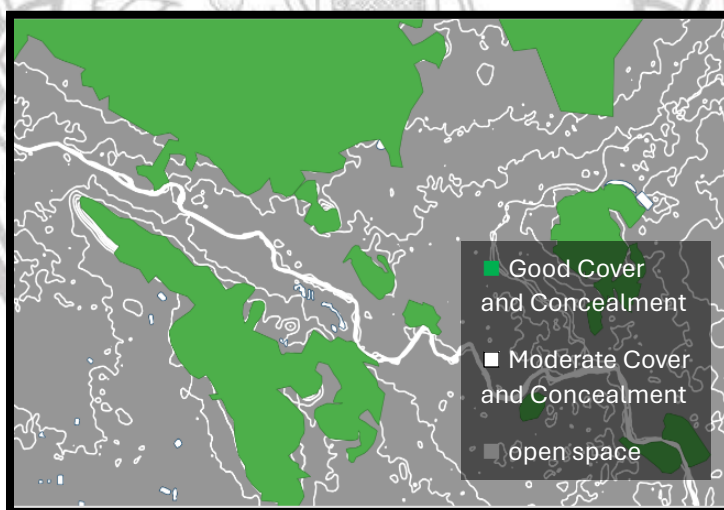 Good Cover
and Concealment
Moderate Cover
and Concealment
open space